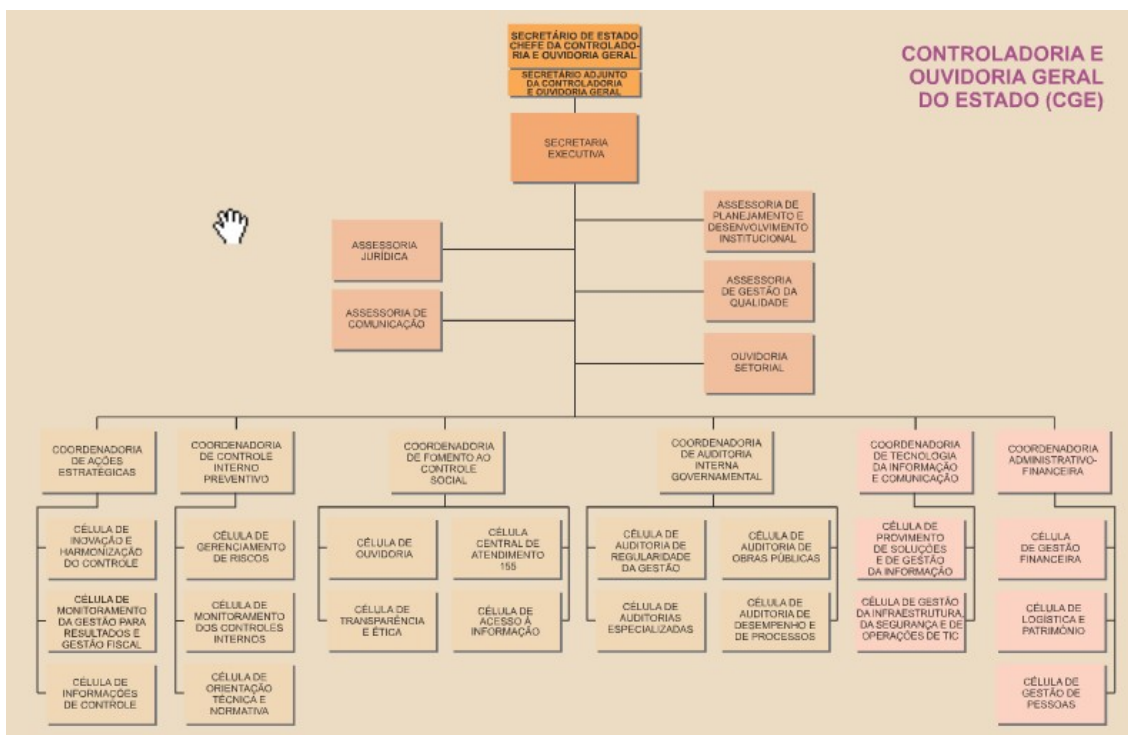 SECRETÁRIO DE ESTADO
CHEFE DA CONTROLADO-
RIA E OUVIDORIA GERAL
SECRETÁRIO ADJUNTO
DA CONTROLADORIA
E OUVIDORIA GERAL
CONTROLADORIA E
OUVIDORIA GERAL
DO ESTADO (CGE)
SECRETARIA
EXECUTIVA
ASSESSORIA DE
PLANEJAMENTO E
DESENVOLVIMENTO
INSTITUCIONAL
ASSESSORIA
JURÍDICA
ASSESSORIA
DE GESTÃO DA
QUALIDADE
ASSESSORIA DE
COMUNICAÇÃO
OUVIDORIA
SETORIAL
COORDENADORIA
DE AÇÕES
ESTRATÉGICAS
COORDENADORIA
DE CONTROLE
INTERNO
PREVENTIVO
COORDENADORIA
DE FOMENTO AO
CONTROLE
SOCIAL
COORDENADORIA
DE AUDITORIA
INTERNA
GOVERNAMENTAL
COORDENADORIA
DE TECNOLOGIA
DA INFORMAÇÃO
E COMUNICAÇÃO
COORDENADORIA
ADMINISTRATIVO-
FINANCEIRA
CÉLULA DE
INOVAÇÃO E
HARMONIZAÇÃO
DO CONTROLE
CÉLULA DE
GERENCIAMENTO
DE RISCOS
CÉLULA DE
OUVIDORIA
CÉLULA
CENTRAL DE
ATENDIMENTO
155
CÉLULA DE
AUDITORIA DE
REGULARIDADE
DA GESTÃO
CÉLULA DE
AUDITORIA DE
OBRAS PÚBLICAS
CÉLULA DE
PROVIMENTO
DE SOLUÇÕES
E DE GESTÃO
DA INFORMAÇÃO
CÉLULA
DE GESTÃO
FINANCEIRA
CÉLULA DE
MONITORAMENTO
DA GESTÃO PARA
RESULTADOS E
GESTÃO FISCAL
CÉLULA DE
MONITORAMENTO
DOS CONTROLES
INTERNOS
CÉLULA DE
TRANSPARÊNCIA
E ÉTICA
CÉLULA DE
ACESSO À
INFORMAÇÃO
CÉLULA DE
AUDITORIAS
ESPECIALIZADAS
CÉLULA DE
AUDITORIA DE
DESEMPENHO E
DE PROCESSOS
CÉLULA DE GESTÃO
DA INFRAESTRUTURA,
DA SEGURANÇA E DE
OPERAÇÕES DE TIC
CÉLULA DE
LOGÍSTICA E
PATRIMÔNIO
CÉLULA DE
INFORMAÇÕES
DE CONTROLE
CÉLULA DE
ORIENTAÇÃO
TÉCNICA E
NORMATIVA
CÉLULA DE
GESTÃO DE
PESSOAS